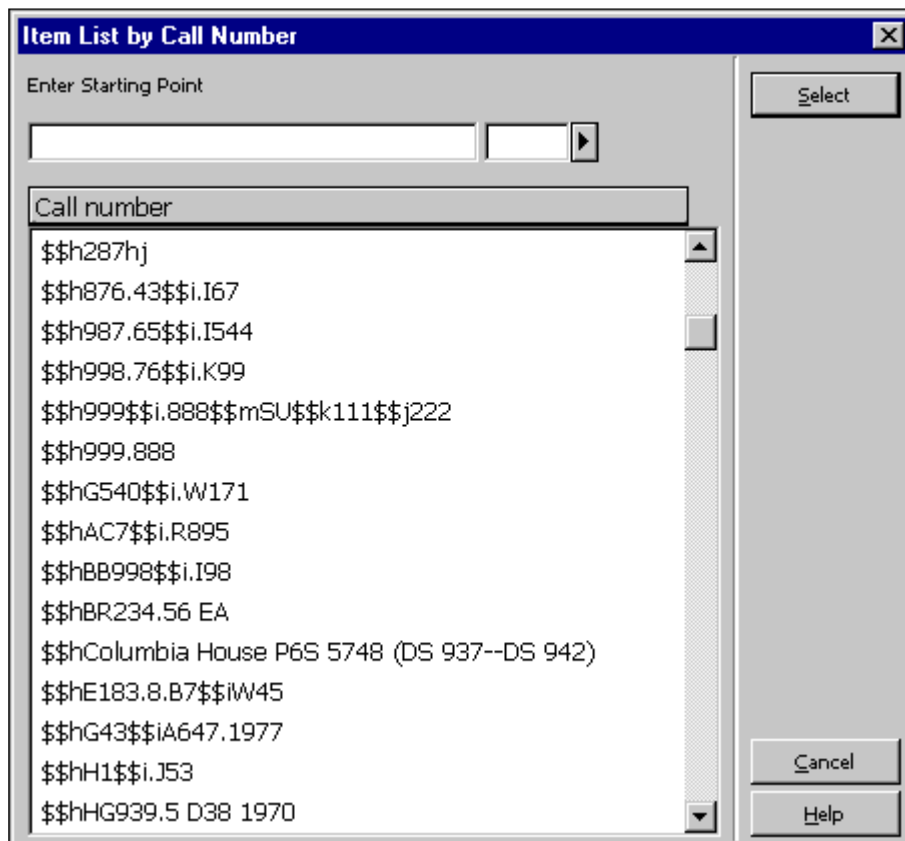 Item List by Call Number
Enter Starting Point
Select
Call number
$$h287hj
$$h876.43$$i.I67
$$h987.65$$i.I544
$$h998.76$$i.K99
$$h999$$i.888$$mSU$$k111$$j222
$$h999.888
$$hG540$$i.W171
$$hAC7$$i.R895
$$hBB998$$i.I98
$$hBR234.56 EA
$$hColumbia House P6S 5748 (DS 937--DS 942)
$$hE183.8.B7$$iW45
$$hG43$$iA647.1977
$$hH1$$i.J53
$$hHG939.5 D38 1970
Cancel
Help